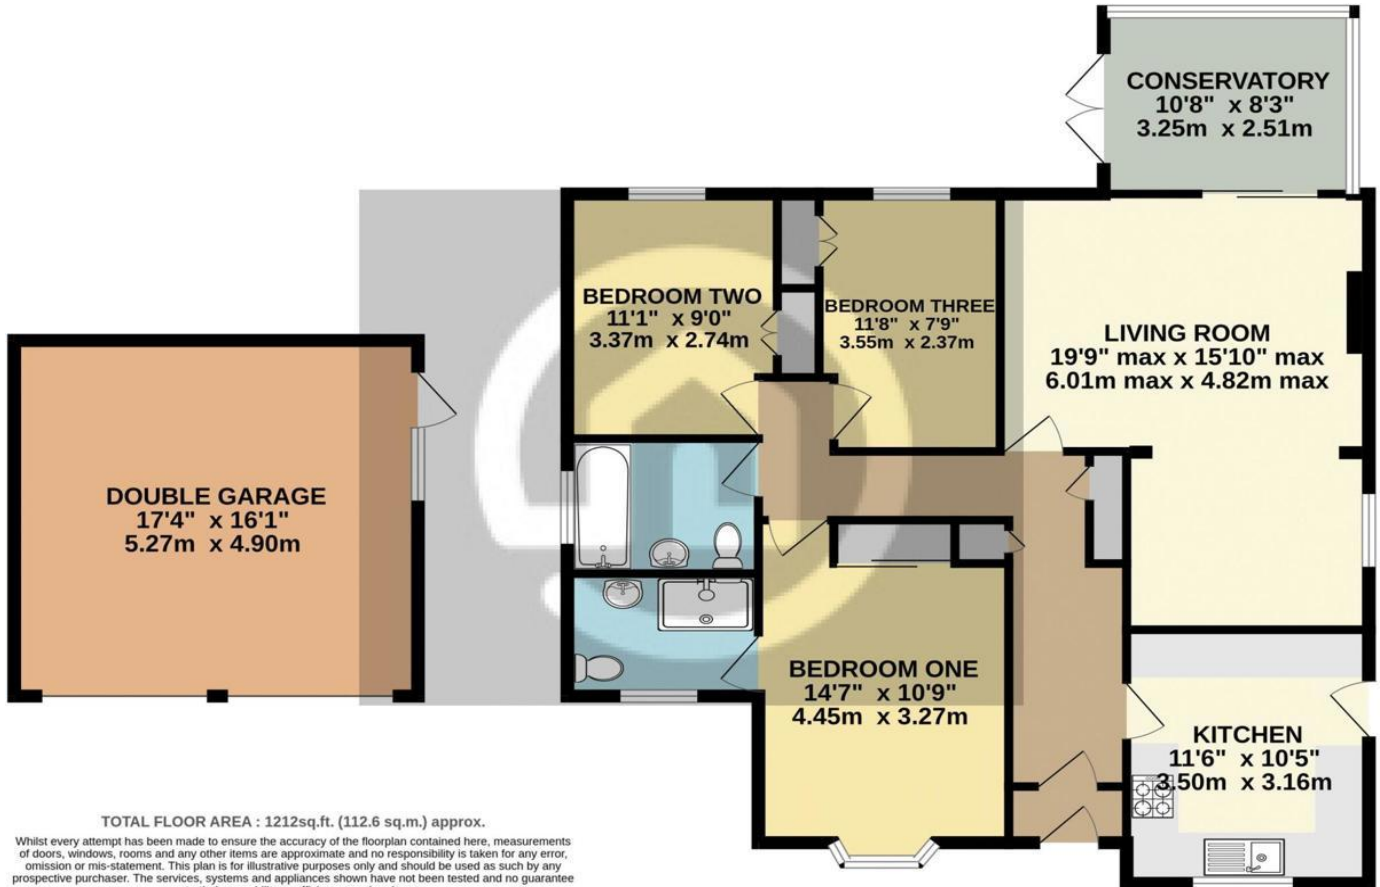 CONSERVATORY
10'8" x 8'3"
3.25m x 2.51m
BEDROOM TWO
11'1" x 9'0"
3.37m x 2.74m
BEDROOM THREE
11'8" x 7'9"
3.55m x 2.37m
LIVING ROOM
19'9" max x 15'10" max
6.01m max x 4.82m max
DOUBLE GARAGE
17'4" x 16'1"
5.27m x 4.90m
BEDROOM ONE
14'7" x 10'9"
4.45m x 3.27m
KITCHEN
11'6" x 10'5"
3.50m x 3.16m
TOTAL FLOOR AREA : 1212sq.ft. (112.6 sq.m.) approx.
Whilst every attempt has been made to ensure the accuracy of the floorplan contained here, measurements
of doors, windows, rooms and any other items are approximate and no responsibility is taken for any error,
omission or mis-statement. This plan is for illustrative purposes only and should be used as such by any
prospective purchaser. The services, systems and appliances shown have not been tested and no guarantee